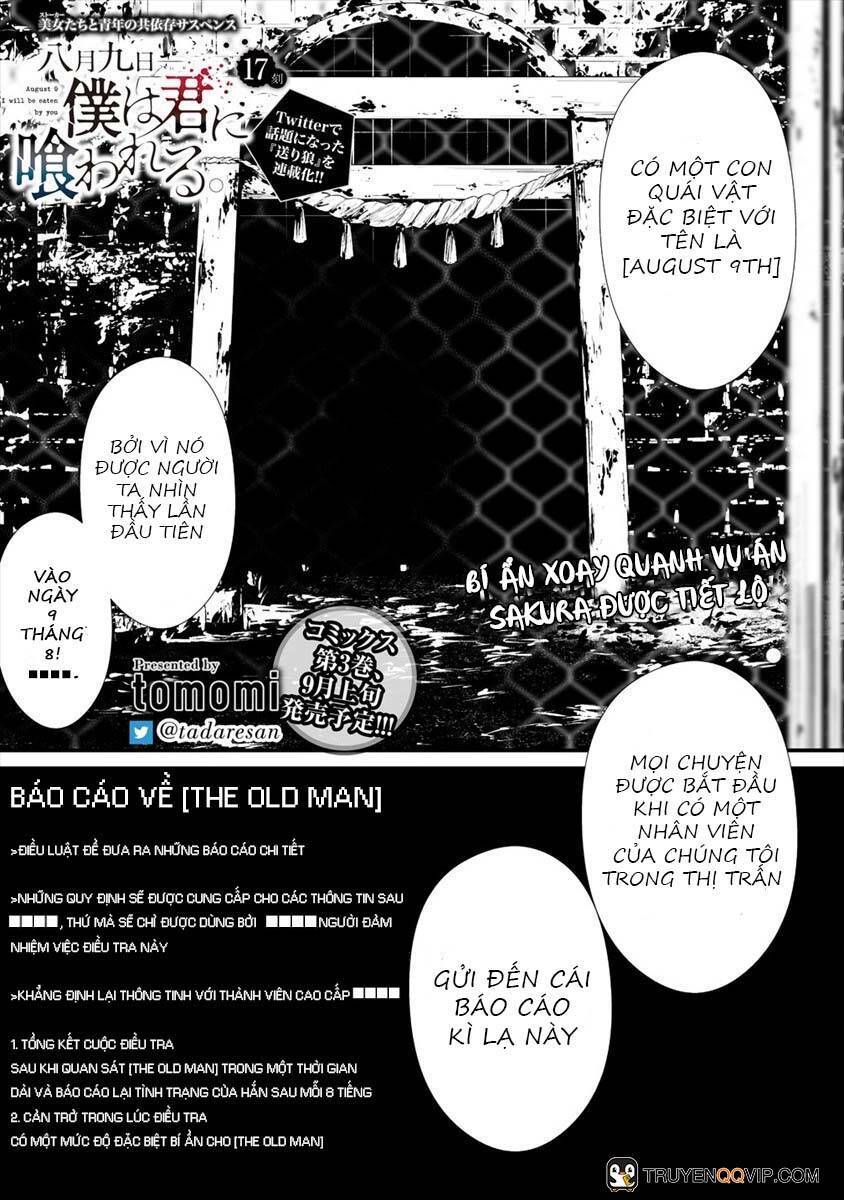 ストーカー
美女たちと青年の共依存サスペンス
八月九日、
17刻
August 9
I will be eaten
by you
僕は君に
喰われる。
Twitterで
話題になった
『送り狼』を
連載化!!
CÓ MỘT CON
QUÁI VẬT
ĐẶC BIỆT VỚI
TÊN LÀ
[AUGUST 9TH]
BỞI VÌ NÓ
ĐƯỢC NGƯỜI
TA NHÌN
THẤY LẦN
ĐẦU TIÊN
VÀO
NGÀY
9
THÁNG
8!
■■■■.
BÍ ẨN XOAY QUANH VỤ ÁN
SAKURA ĐƯỢC TIẾT LỘ
Presented by
tomomi
@tadaresan
コミックス
第3巻、
9月上旬
発売予定!!!
MỌI CHUYỆN
ĐƯỢC BẮT ĐẦU
KHI CÓ MỘT
NHÂN VIÊN
CỦA CHÚNG TÔI
TRONG THỊ TRẤN
GỬI ĐẾN CÁI
BÁO CÁO
KÌ LẠ NÀY
BÁO CÁO VỀ [THE OLD MAN]
>ĐIỀU LUẬT ĐỂ ĐƯA RA NHỮNG BÁO CÁO CHI TIẾT
>NHỮNG QUY ĐỊNH SẼ ĐƯỢC CUNG CẤP CHO CÁC THÔNG TIN SAU
■■■■, THỨ MÀ SẼ CHỈ ĐƯỢC DÙNG BỞI ■■■■ NGƯỜI ĐẢM
NHIỆM VIỆC ĐIỀU TRA NÀY
>KHẲNG ĐỊNH LẠI THÔNG TINH VỚI THÀNH VIÊN CAO CẤP ■■■■
1. TỔNG KẾT CUỘC ĐIỀU TRA
SAU KHI QUAN SÁT [THE OLD MAN] TRONG MỘT THỜI GIAN
DÀI VÀ BÁO CÁO LẠI TÌNH TRẠNG CỦA HẮN SAU MỖI 8 TIẾNG
2. CẢN TRỞ TRONG LÚC ĐIỀU TRA
CÓ MỘT MỨC ĐỘ ĐẶC BIỆT BÍ ẨN CHO [THE OLD MAN]
TRUYENQQVIP.COM